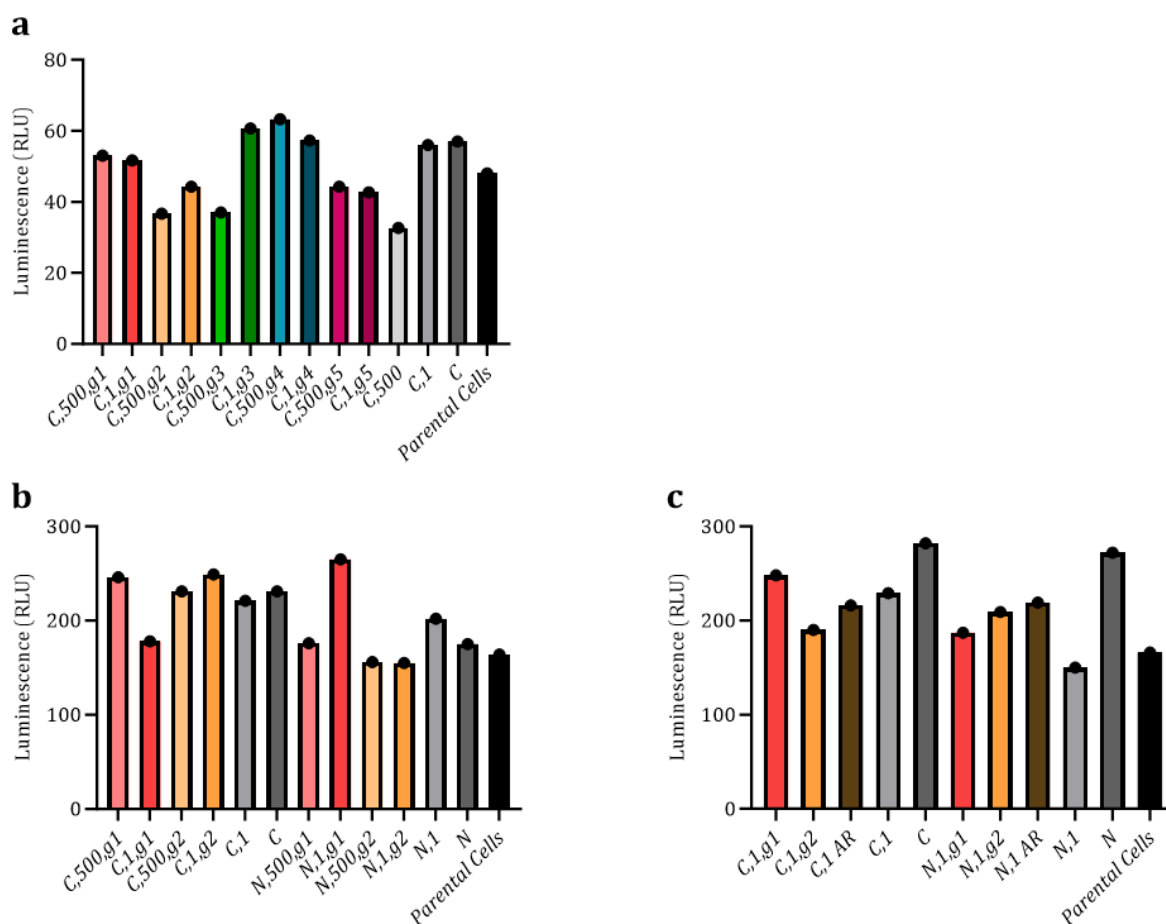 a
Luminescence (RLU)
80
60
40
20
0
C,500,g1
C,1,g1
C,500,g2
C,1,g2
C,500,g3
C,1,g3
C,500,g4
C,1,g4
C,500,g5
C,1,g5
C,500
C,1
C
Parental Cells
b
Luminescence (RLU)
300
200
100
0
C,500,g1
C,1,g1
C,500,g2
C,1,g2
C,1
C
N,500,g1
N,1,g1
N,500,g2
N,1,g2
N,1
N
Parental Cells
c
Luminescence (RLU)
300
200
100
0
C,1,g1
C,1,g2
C,1 AR
C,1
C
N,1,g1
N,1,g2
N,1 AR
N,1
N
Parental Cells